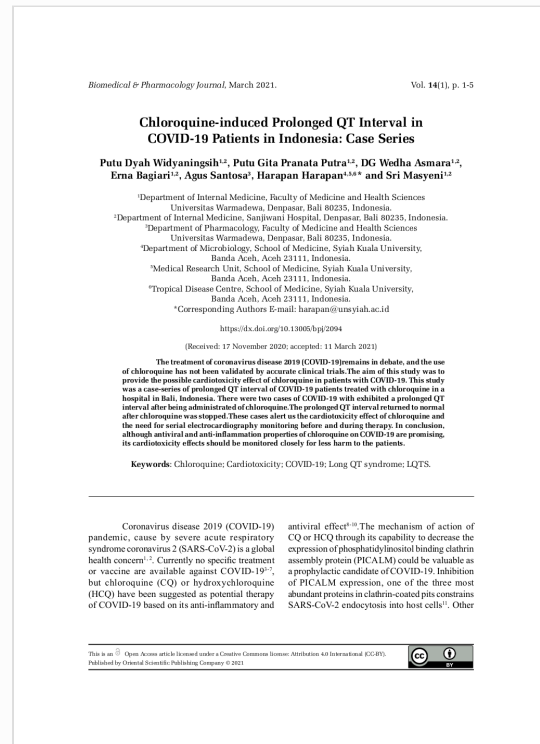 Biomedical & Pharmacology Journal, March 2021. Vol. 14(1), p. 1-5
Chloroquine-induced Prolonged QT Interval in
COVID-19 Patients in Indonesia: Case Series
Putu Dyah Widyaningsih1,2, Putu Gita Pranata Putra1,2, DG Wedha Asmara1,2,
Erna Bagiari1,2, Agus Santosa3, Harapan Harapan4,5,6* and Sri Masyeni1,2
1Department of Internal Medicine, Faculty of Medicine and Health Sciences
Universitas Warmadewa, Denpasar, Bali 80235, Indonesia.
2Department of Internal Medicine, Sanjiwani Hospital, Denpasar, Bali 80235, Indonesia.
3Department of Pharmacology, Faculty of Medicine and Health Sciences
Universitas Warmadewa, Denpasar, Bali 80235, Indonesia.
4Department of Microbiology, School of Medicine, Syiah Kuala University,
Banda Aceh, Aceh 23111, Indonesia.
5Medical Research Unit, School of Medicine, Syiah Kuala University,
Banda Aceh, Aceh 23111, Indonesia.
6Tropical Disease Centre, School of Medicine, Syiah Kuala University,
Banda Aceh, Aceh 23111, Indonesia.
*Corresponding Authors E-mail: harapan@unsyiah.ac.id
https://dx.doi.org/10.13005/bpj/2094
(Received: 17 November 2020; accepted: 11 March 2021)
The treatment of coronavirus disease 2019 (COVID-19)remains in debate, and the use
of chloroquine has not been validated by accurate clinical trials.The aim of this study was to
provide the possible cardiotoxicity effect of chloroquine in patients with COVID-19. This study
was a case-series of prolonged QT interval of COVID-19 patients treated with chloroquine in a
hospital in Bali, Indonesia. There were two cases of COVID-19 with exhibited a prolonged QT
interval after being administrated of chloroquine.The prolonged QT interval returned to normal
after chloroquine was stopped.These cases alert us the cardiotoxicity effect of chloroquine and
the need for serial electrocardiography monitoring before and during therapy. In conclusion,
although antiviral and anti-inflammation properties of chloroquine on COVID-19 are promising,
its cardiotoxicity effects should be monitored closely for less harm to the patients.
Keywords: Chloroquine; Cardiotoxicity; COVID-19; Long QT syndrome; LQTS.
Coronavirus disease 2019 (COVID-19)
pandemic, cause by severe acute respiratory
syndrome coronavirus 2 (SARS-CoV-2) is a global
health concern1-2. Currently no specific treatment
or vaccine are available against COVID-193-7,
but chloroquine (CQ) or hydroxychloroquine
(HCQ) have been suggested as potential therapy
of COVID-19 based on its anti-inflammatory and
antiviral effect8-10.The mechanism of action of
CQ or HCQ through its capability to decrease the
expression of phosphatidylinositol binding clathrin
assembly protein (PICALM) could be valuable as
a prophylactic candidate of COVID-19. Inhibition
of PICALM expression, one of the three most
abundant proteins in clathrin-coated pits constrains
SARS-CoV-2 endocytosis into host cells11. Other
This is an Open Access article licensed under a Creative Commons license: Attribution 4.0 International (CC-BY).
Published by Oriental Scientific Publishing Company © 2021
cc
BY